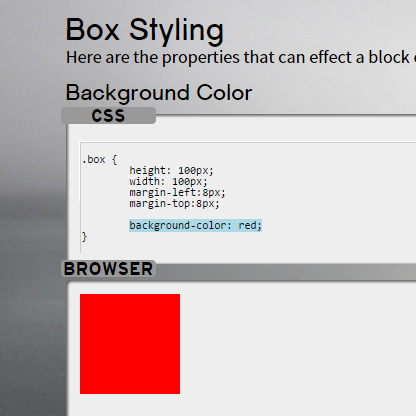 Box Styling
Here are the properties that can effect a block
Background Color
CSS
.box {
height: 100px;
width: 100px;
margin-left:8px;
margin-top:8px;
background-color: red;
}
BROWSER